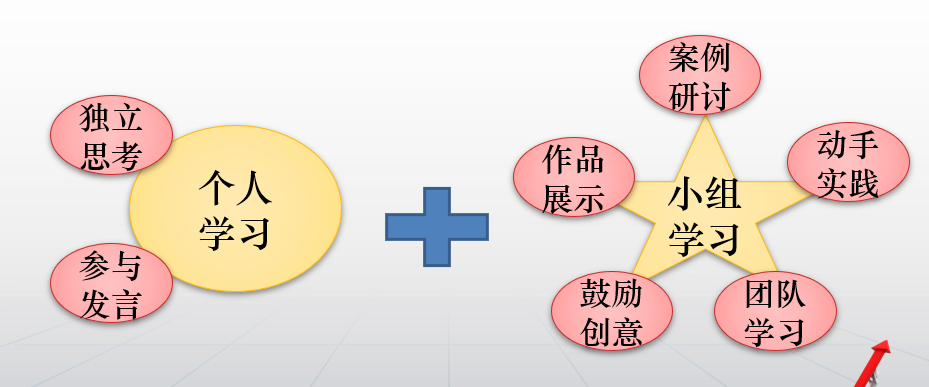 独立
思考
个人
学习
参与
发言
案例
研讨
作品
展示
动手
实践
小组
学习
鼓励
创意
团队
学习